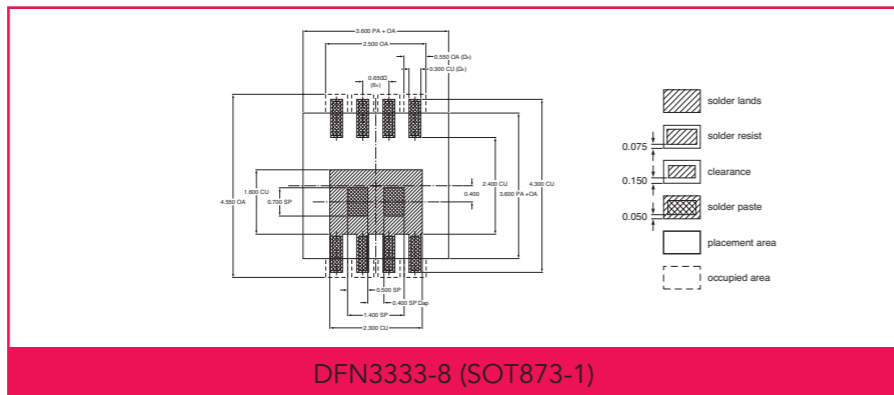 3.600 PA + OA
2.500 OA
0.550 OA (8x)
0.300 CU (8x)
0.650
(6x)
solder lands
solder resist
0.075
clearance
0.150
solder paste
0.050
placement area
occupied area
4.550 OA
1.600 CU
0.700 SP
2.400 CU
3.600 PA +OA
4.300 CU
0.400
0.500 SP
0.400 SP Gap
1.400 SP
2.300 CU
DFN3333-8 (SOT873-1)